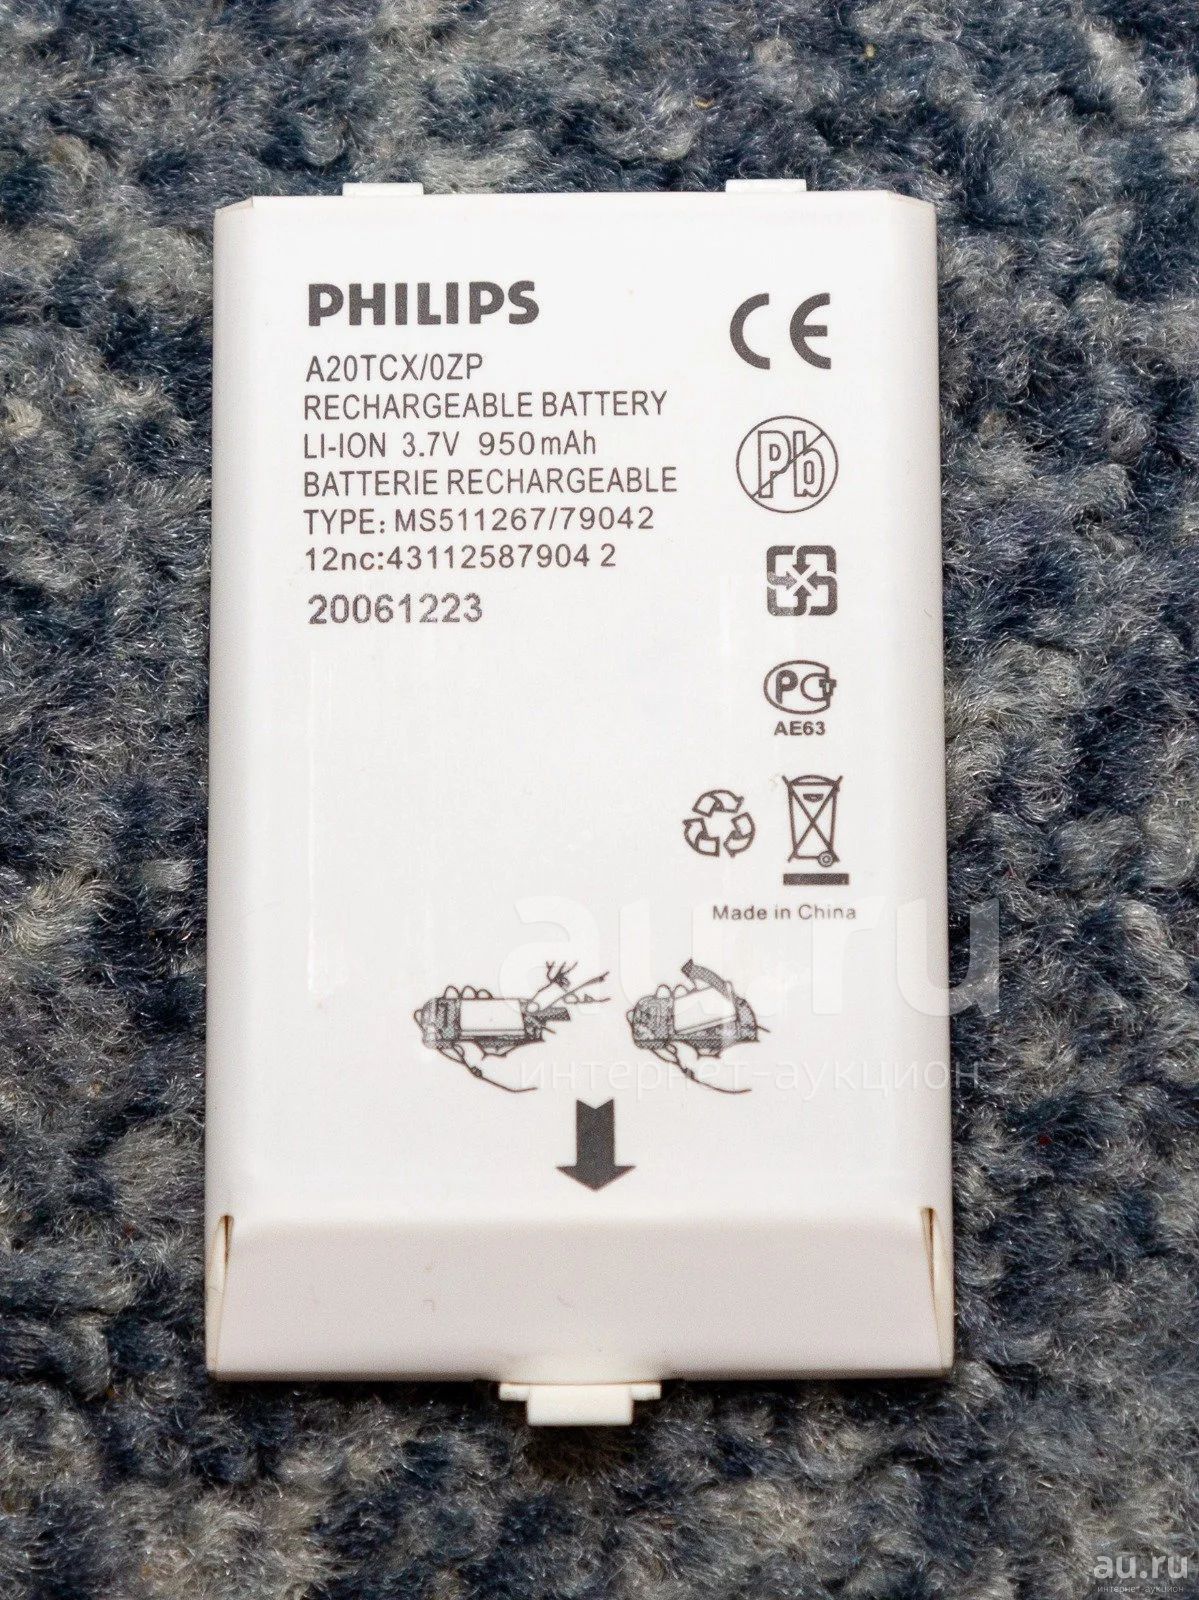 PHILIPS
A20TCX/0ZP
RECHARGEABLE BATTERY
LI-ION 3.7V 950mAh
BATTERIE RECHARGEABLE
TYPE: MS511267/79042
12nc:43112587904 2
20061223
CE
Pb
РСТ
AE63
Made in China
au.ru
интернет-аукцион
au.ru
интернет-аукцион